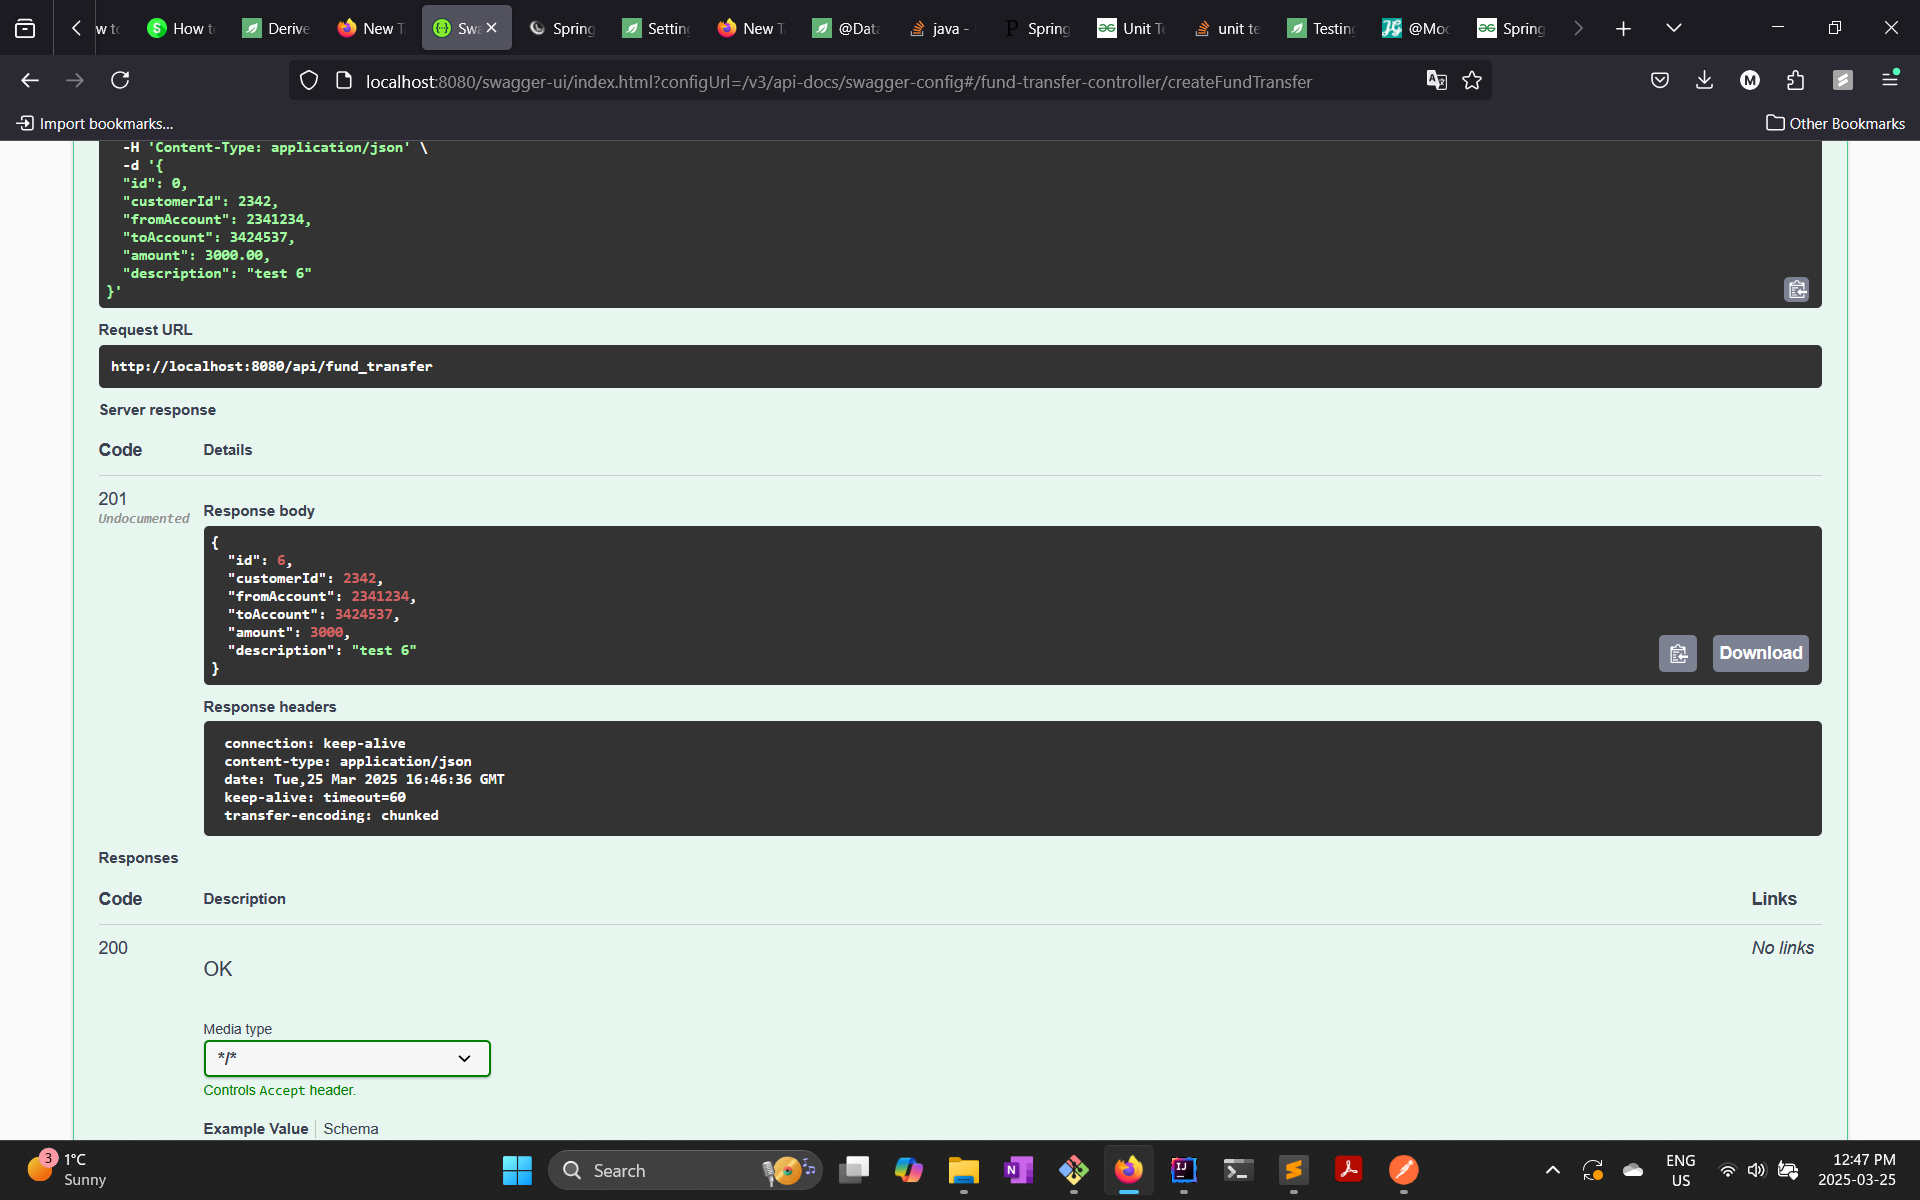 w to
How to
Derive
New T
Swa
Spring
Setting
New T
@Data
java -
Spring
Unit Te
unit te
Testing
@Moc
Spring
localhost:8080/swagger-ui/index.html?configUrl=/v3/api-docs/swagger-config#/fund-transfer-controller/createFundTransfer
Import bookmarks...
Other Bookmarks
-H 'Content-Type: application/json' \
-d '{
"id": 0,
"customerId": 2342,
"fromAccount": 2341234,
"toAccount": 3424537,
"amount": 3000.00,
"description": "test 6"
}'
Request URL
http://localhost:8080/api/fund_transfer
Server response
Code Details
201
Undocumented
Response body
{
"id": 6,
"customerId": 2342,
"fromAccount": 2341234,
"toAccount": 3424537,
"amount": 3000,
"description": "test 6"
}
Download
Response headers
connection: keep-alive
content-type: application/json
date: Tue,25 Mar 2025 16:46:36 GMT
keep-alive: timeout=60
transfer-encoding: chunked
Responses
Code Description Links
200 No links
OK
Media type
*/*
Controls Accept header.
Example Value Schema
3
1°C
Sunny
Search
ENG
US
12:47 PM
2025-03-25